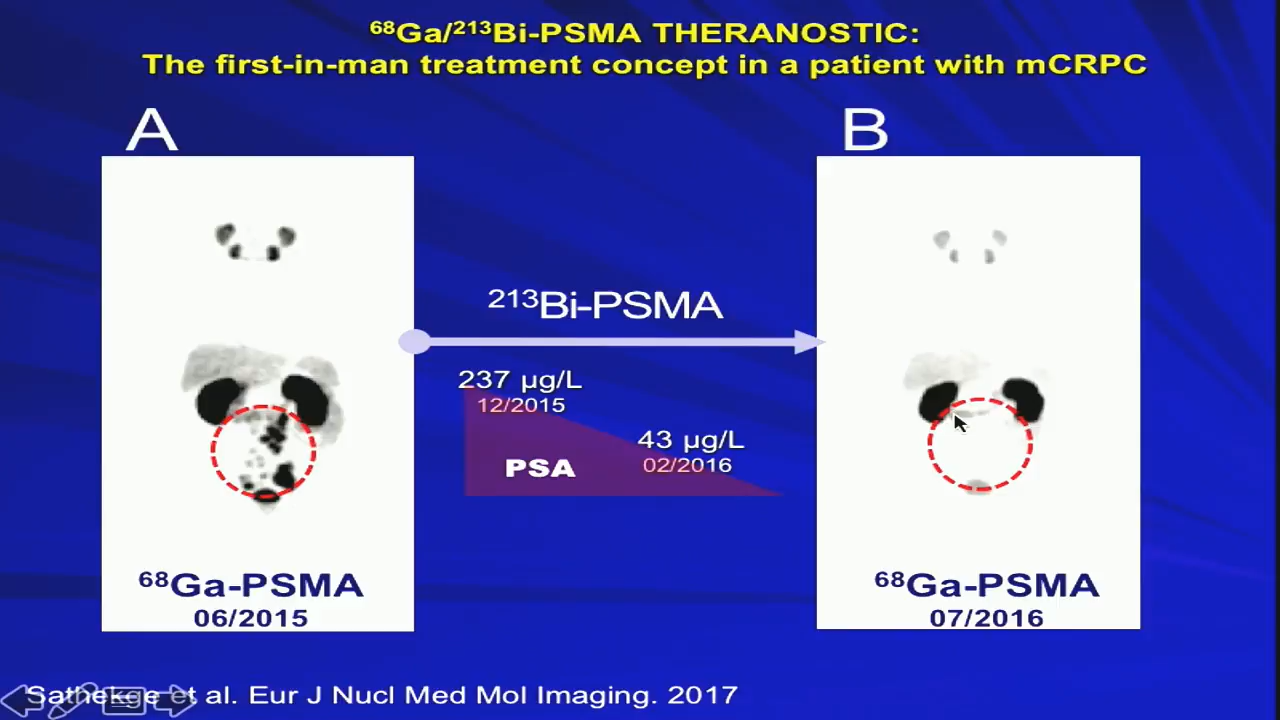 ⁶⁸Ga/²¹³Bi-PSMA THERANOSTIC:
The first-in-man treatment concept in a patient with mCRPC
A
B
²¹³Bi-PSMA
237 µg/L
12/2015
43 µg/L
02/2016
PSA
⁶⁸Ga-PSMA
06/2015
⁶⁸Ga-PSMA
07/2016
Sathekge et al. Eur J Nucl Med Mol Imaging. 2017